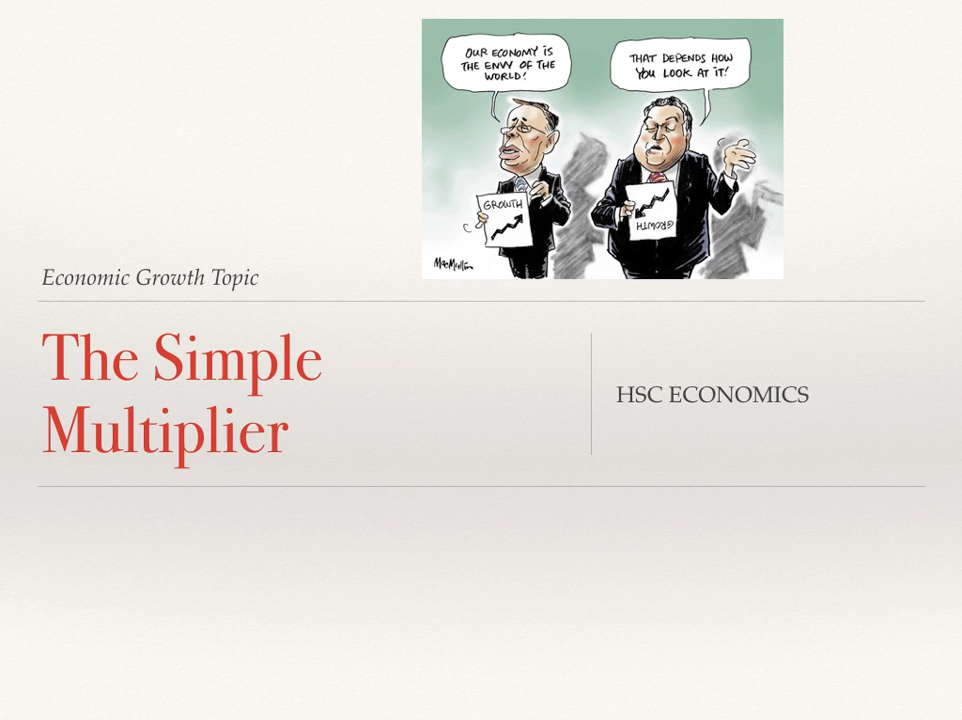 OUR ECONOMY iS
THE ENVY OF THE
WORLD!
THAT DEPENDS HOW
YOU LOOK AT iT!
GROWTH
GROWTH
MacMullin
Economic Growth Topic
The Simple
Multiplier
HSC ECONOMICS